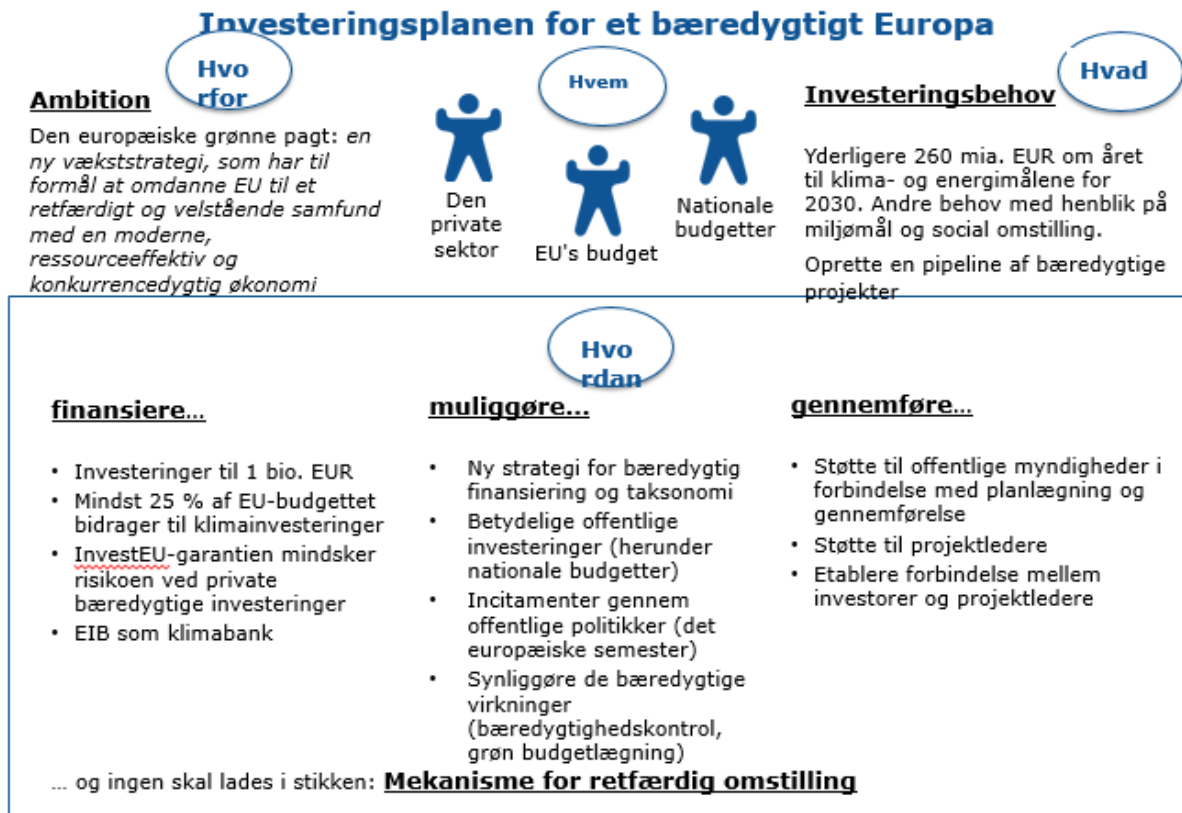 Investeringsplanen for et bæredygtigt Europa
Hvo
rfor
Ambition
Den europæiske grønne pagt: en
ny vækststrategi, som har til
formål at omdanne EU til et
retfærdigt og velstående samfund
med en moderne,
ressourceeffektiv og
konkurrencedygtig økonomi
Hvem
Den
private
sektor
EU's budget
Nationale
budgetter
Hvad
Investeringsbehov
Yderligere 260 mia. EUR om året
til klima- og energimålene for
2030. Andre behov med henblik på
miljømål og social omstilling.
Oprette en pipeline af bæredygtige
projekter
Hvo
rdan
finansiere…
• Investeringer til 1 bio. EUR
• Mindst 25 % af EU-budgettet
bidrager til klimainvesteringer
• InvestEU-garantien mindsker
risikoen ved private
bæredygtige investeringer
• EIB som klimabank
muliggøre...
• Ny strategi for bæredygtig
finansiering og taksonomi
• Betydelige offentlige
investeringer (herunder
nationale budgetter)
• Incitamenter gennem
offentlige politikker (det
europæiske semester)
• Synliggøre de bæredygtige
virkninger
(bæredygtighedskontrol,
grøn budgetlægning)
gennemføre…
• Støtte til offentlige myndigheder i
forbindelse med planlægning og
gennemførelse
• Støtte til projektledere
• Etablere forbindelse mellem
investorer og projektledere
… og ingen skal lades i stikken: Mekanisme for retfærdig omstilling